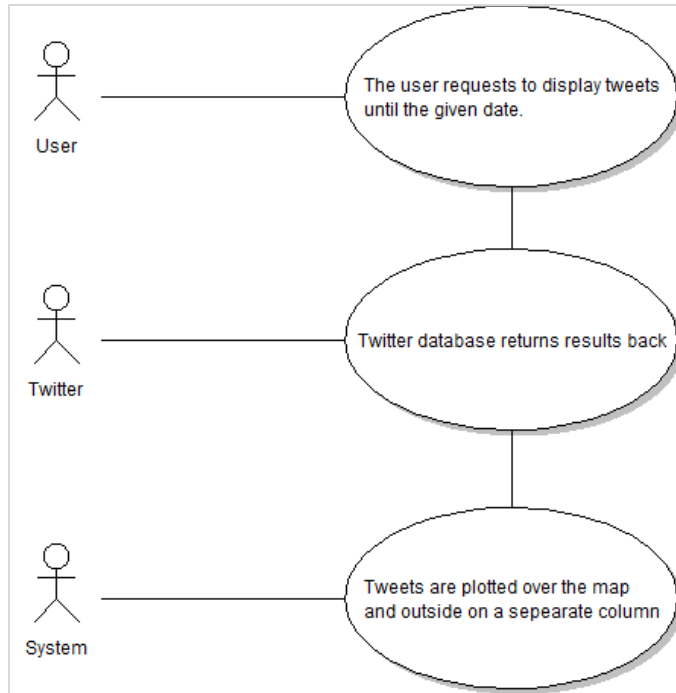 The user requests to display tweets
until the given date.
User
Twitter database returns results back
Twitter
Tweets are plotted over the map
and outside on a sepearate column
System